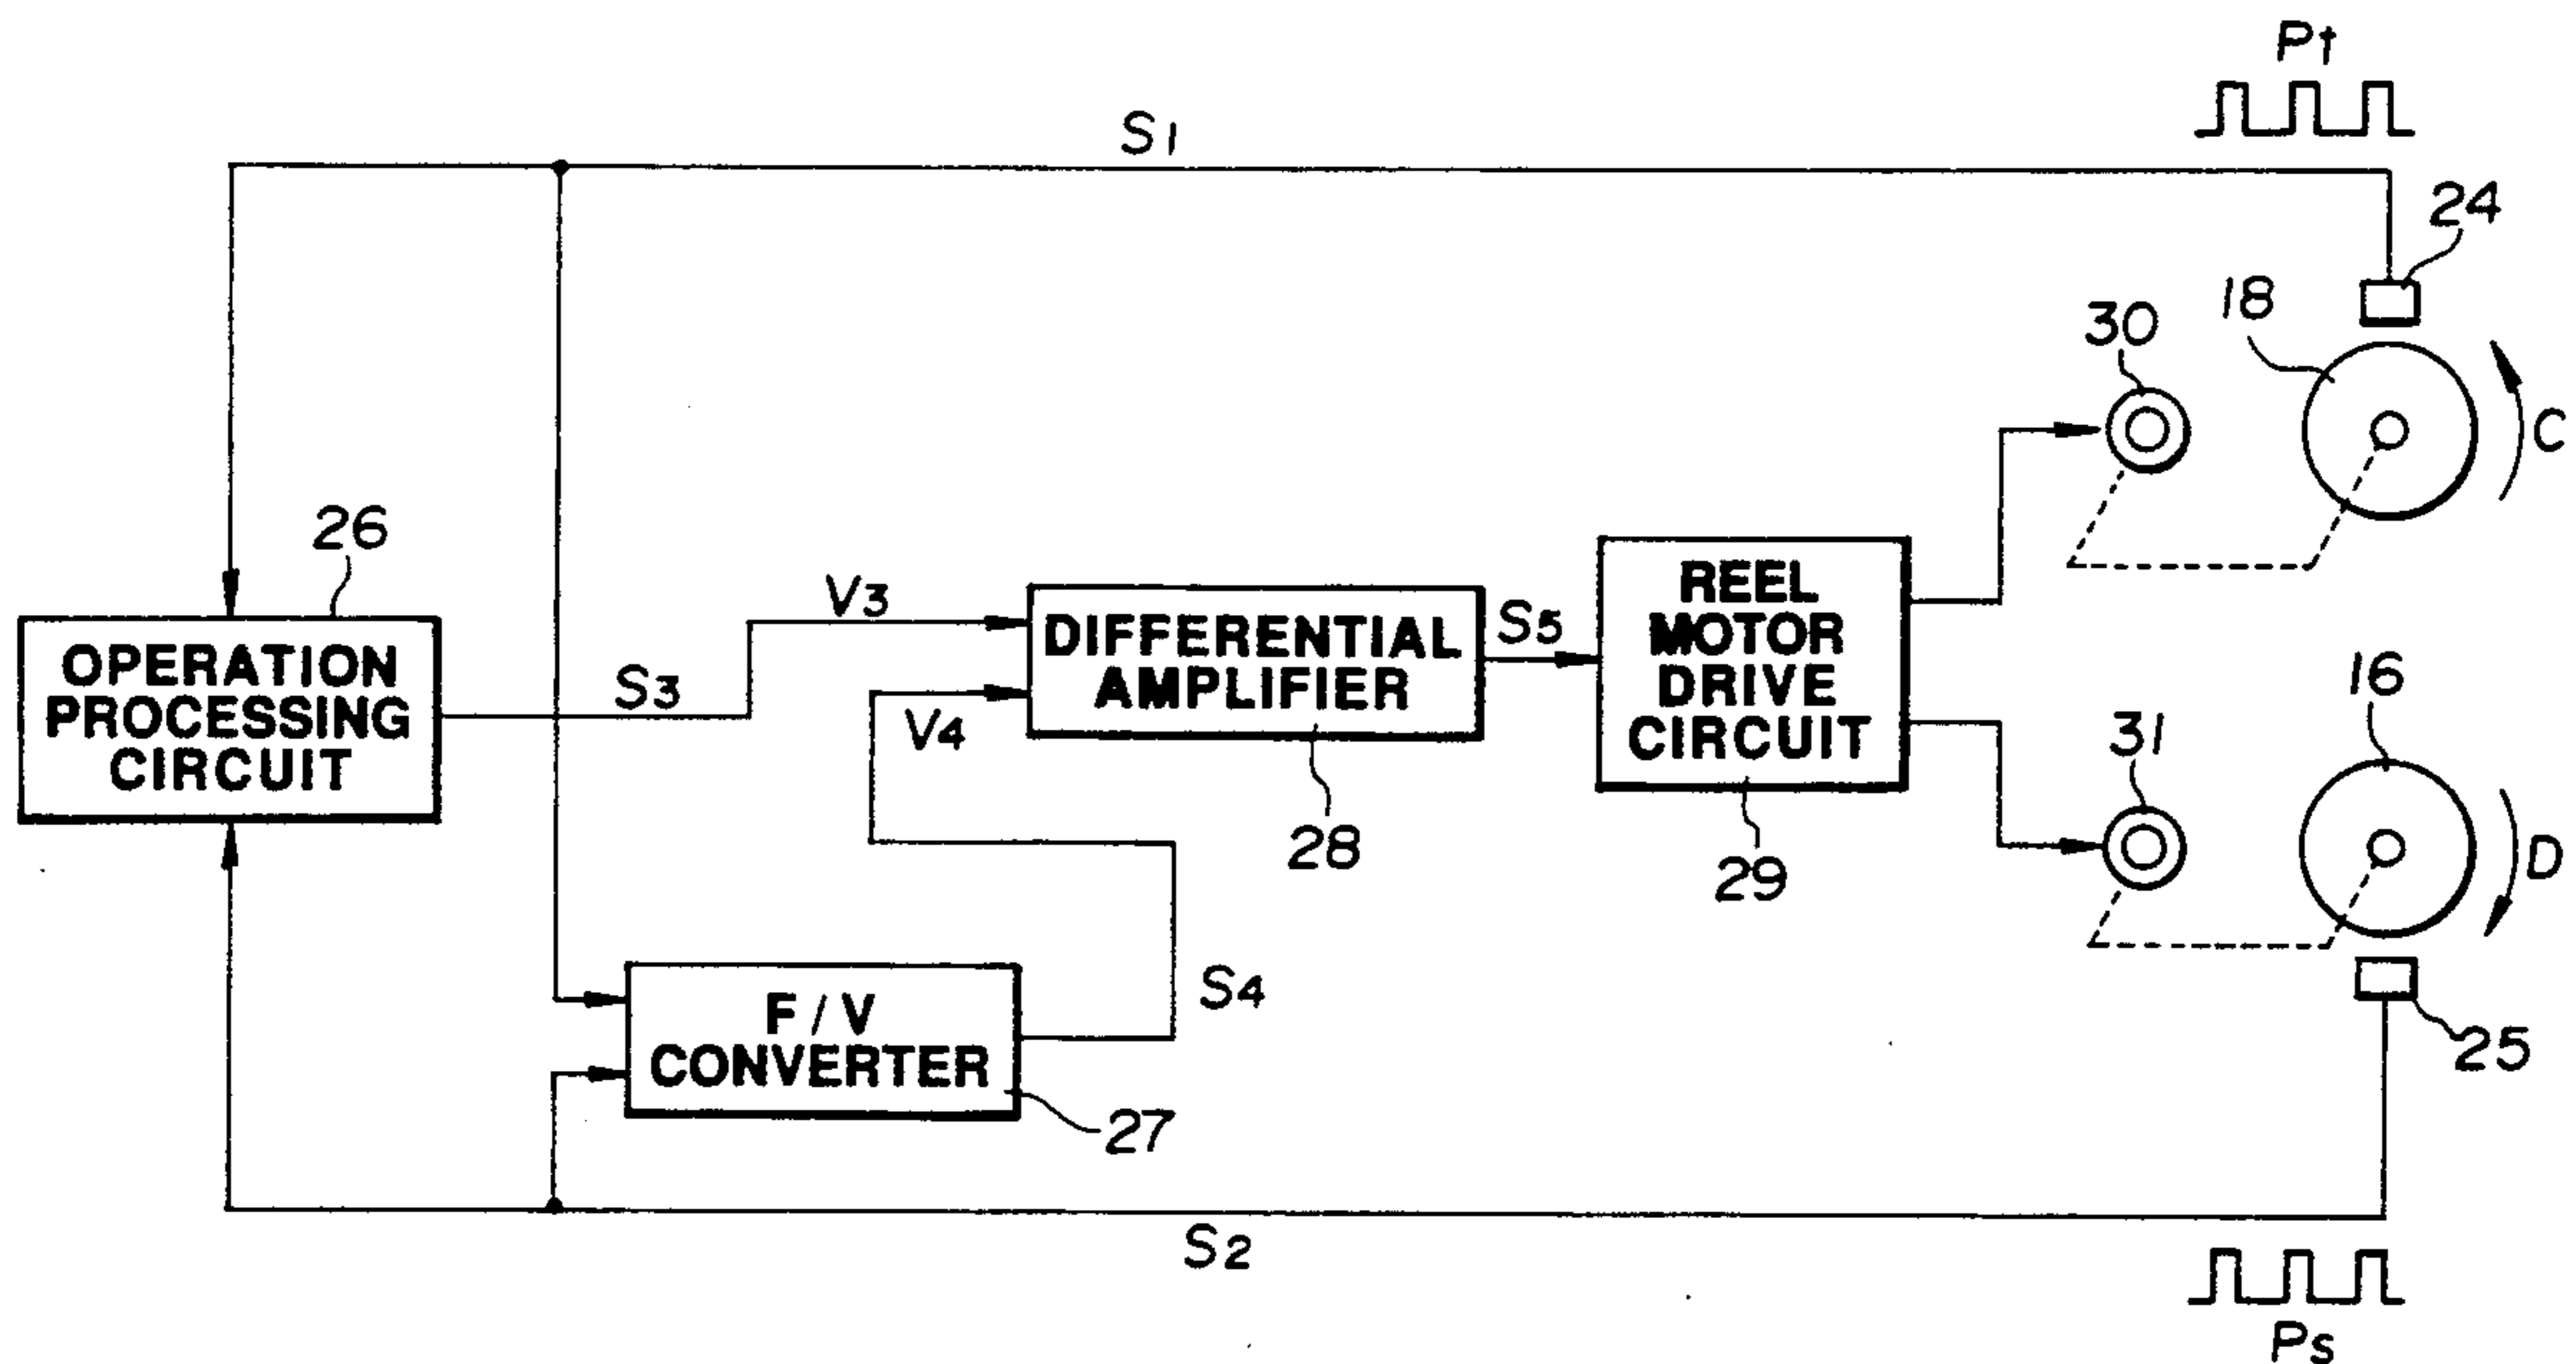 Pt
S1
24
18
30
C
26
OPERATION
PROCESSING
CIRCUIT
S3
V3
V4
DIFFERENTIAL
AMPLIFIER
28
S5
REEL
MOTOR
DRIVE
CIRCUIT
29
16
31
D
25
F/V
CONVERTER
27
S4
S2
Ps